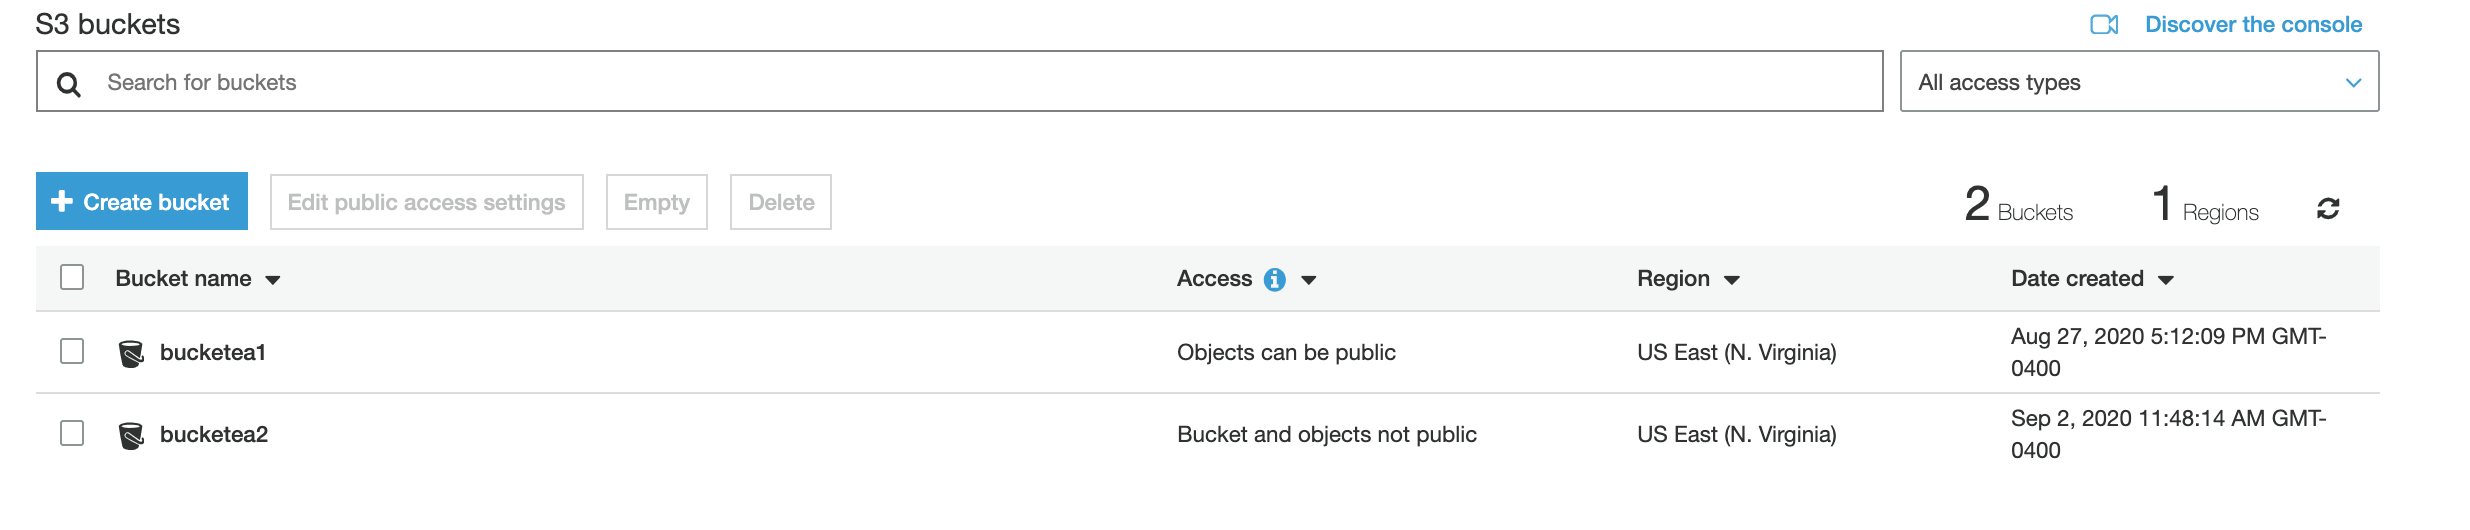 S3 buckets
Discover the console
Search for buckets
All access types
Create bucket
Edit public access settings
Empty
Delete
2 Buckets
1 Regions
Bucket name
Access
Region
Date created
bucketea1
Objects can be public
US East (N. Virginia)
Aug 27, 2020 5:12:09 PM GMT-
0400
bucketea2
Bucket and objects not public
US East (N. Virginia)
Sep 2, 2020 11:48:14 AM GMT-
0400